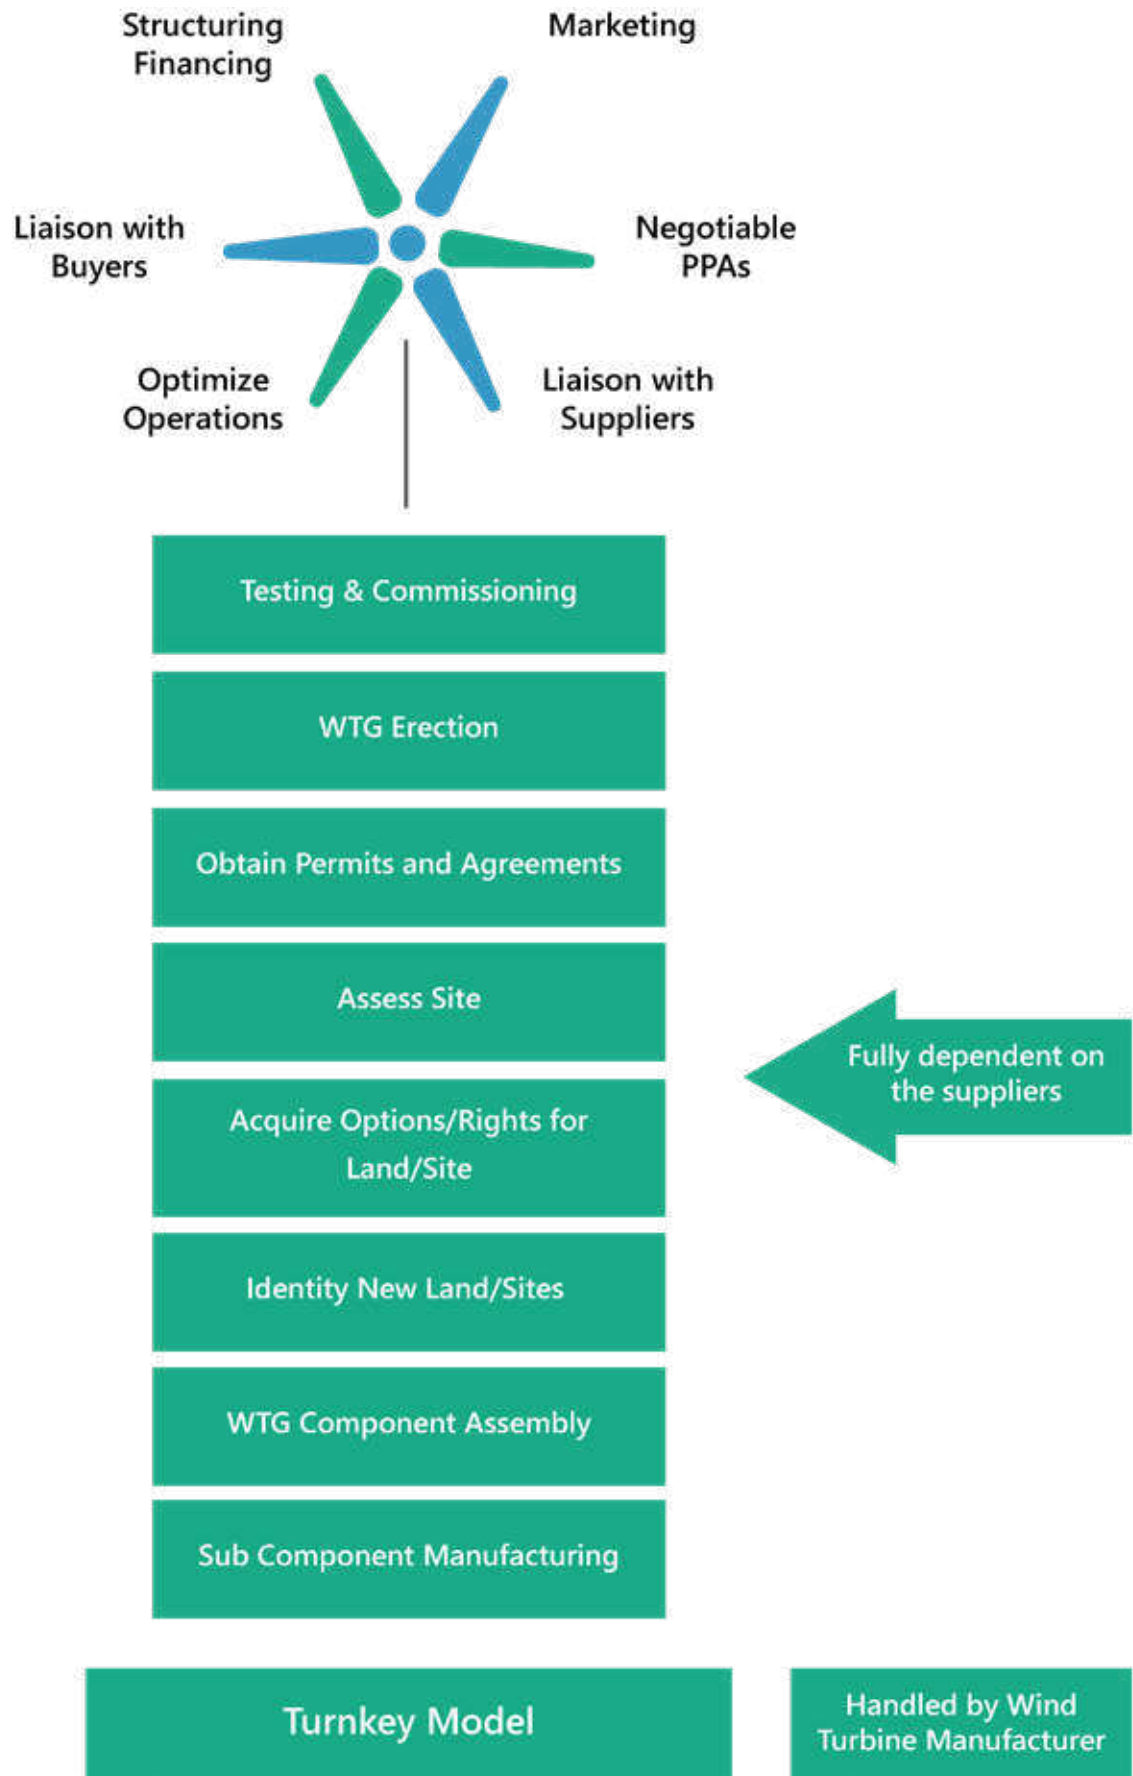 Structuring
Financing
Marketing
Liaison with
Buyers
Negotiable
PPAs
Optimize
Operations
Liaison with
Suppliers
Testing & Commissioning
WTG Erection
Obtain Permits and Agreements
Assess Site
Fully dependent on
the suppliers
Acquire Options/Rights for
Land/Site
Identity New Land/Sites
WTG Component Assembly
Sub Component Manufacturing
Turnkey Model
Handled by Wind
Turbine Manufacturer